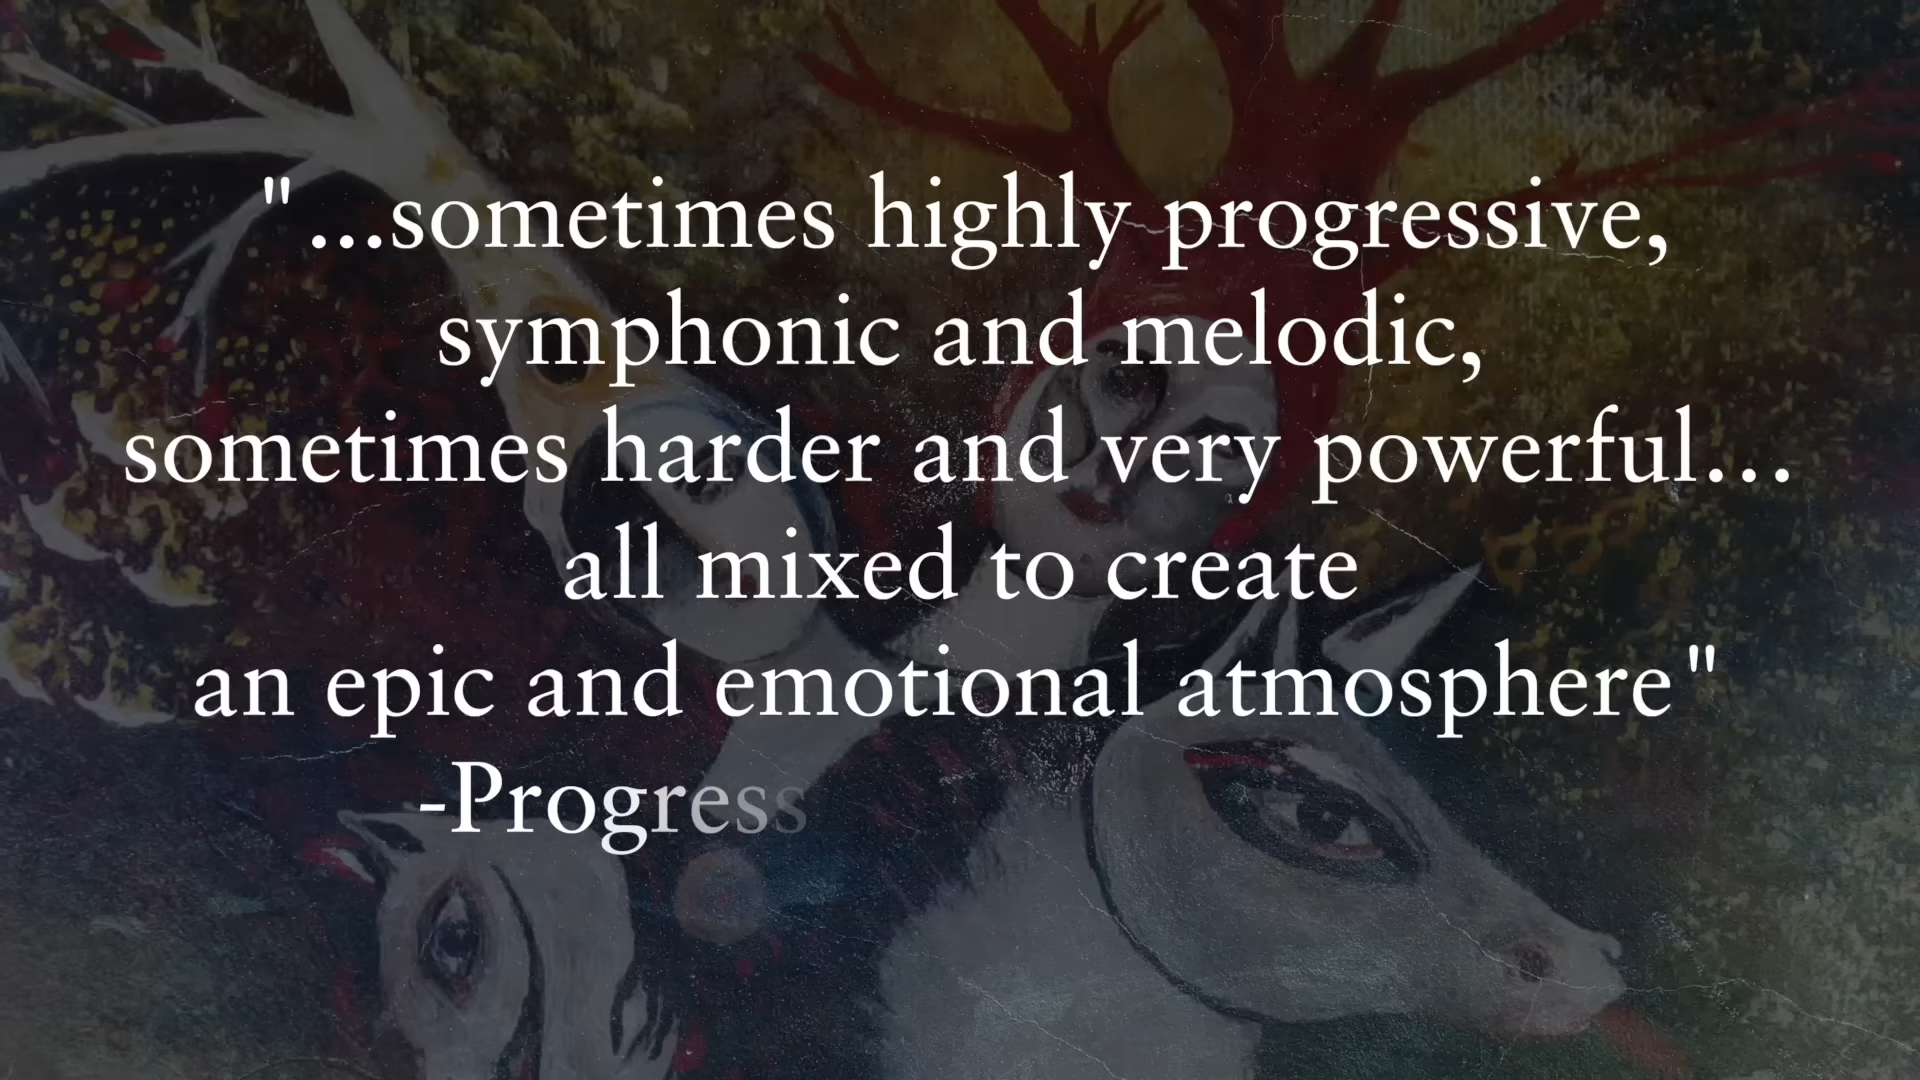 "...sometimes highly progressive,
symphonic and melodic,
sometimes harder and very powerful...
all mixed to create
an epic and emotional atmosphere"
-Progress